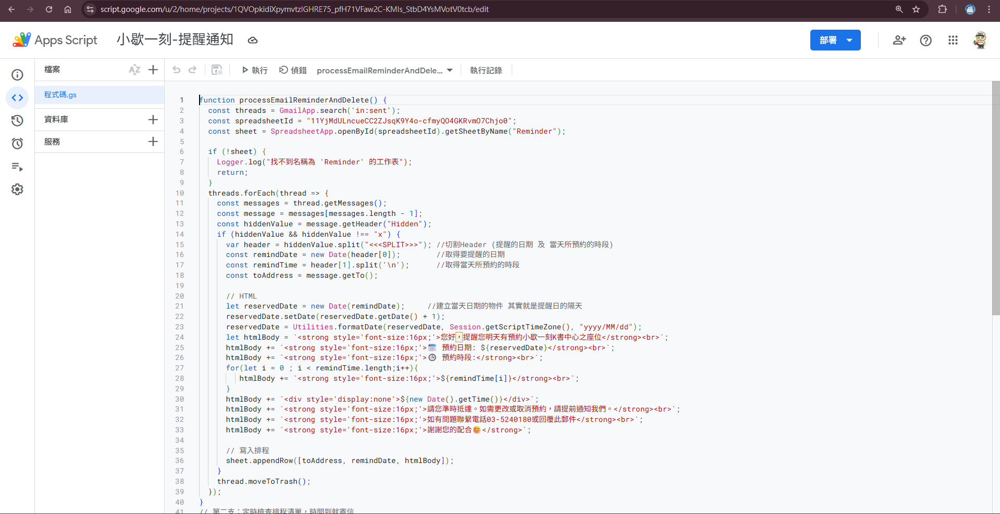 script.google.com/u/2/home/projects/1QVOpkidiXpymvtzIGHRE75_pfH71VFaw2C-KMIs_StbD4YsMVotV0tcb/edit
Apps Script
小歇一刻-提醒通知
部署
檔案
AZ
執行
偵錯
processEmailReminderAndDele...
執行記錄
程式碼.gs
資料庫
服務
1 function processEmailReminderAndDelete() {
2   const threads = GmailApp.search('in:sent');
3   const spreadsheetId = "11YjMdULncueCC2ZJsqK9Y4o-cfmyQO4GKRvmO7Chjo0";
4   const sheet = SpreadsheetApp.openById(spreadsheetId).getSheetByName("Reminder");
5
6   if (!sheet) {
7     Logger.log("找不到名稱為 'Reminder' 的工作表");
8     return;
9   }
10   threads.forEach(thread => {
11     const messages = thread.getMessages();
12     const message = messages[messages.length - 1];
13     const hiddenValue = message.getHeader("Hidden");
14     if (hiddenValue && hiddenValue !== "x") {
15       var header = hiddenValue.split("<<<SPLIT>>>"); //切割Header (提醒的日期 及 當天所預約的時段)
16       const remindDate = new Date(header[0]);        //取得要提醒的日期
17       const remindTime = header[1].split('\n');      //取得當天所預約的時段
18       const toAddress = message.getTo();
19
20       // HTML
21       let reservedDate = new Date(remindDate);     //建立當天日期的物件 其實就是提醒日的隔天
22       reservedDate.setDate(reservedDate.getDate() + 1);
23       reservedDate = Utilities.formatDate(reservedDate, Session.getScriptTimeZone(), "yyyy/MM/dd");
24       let htmlBody = `<strong style='font-size:16px;'>您好，提醒您明天有預約小歇一刻K書中心之座位</strong><br>`;
25       htmlBody += `<strong style='font-size:16px;'>🗓️ 預約日期: ${reservedDate}</strong><br>`;
26       htmlBody += `<strong style='font-size:16px;'>🕒 預約時段:</strong><br>`;
27       for(let i = 0 ; i < remindTime.length;i++){
28          htmlBody += `<strong style='font-size:16px;'>${remindTime[i]}</strong><br>`;
29       }
30       htmlBody += `<div style='display:none'>${new Date().getTime()}</div>`;
31       htmlBody += `<strong style='font-size:16px;'>請您準時抵達。如需更改或取消預約，請提前通知我們。</strong><br>`;
32       htmlBody += `<strong style='font-size:16px;'>如有問題聯繫電話03-5240180或回覆此郵件</strong><br>`;
33       htmlBody += `<strong style='font-size:16px;'>謝謝您的配合😊</strong>`;
34
35       // 寫入排程
36       sheet.appendRow([toAddress, remindDate, htmlBody]);
37     }
38     thread.moveToTrash();
39   });
40 }
41 // 第二支：定時檢查排程清單，時間到就寄信